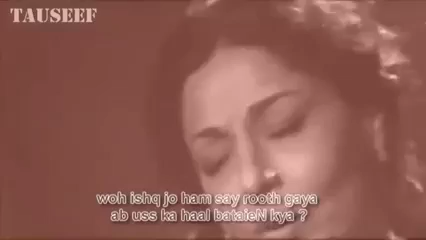 TAUSEEF
woh ishq jo ham say rooth gaya
ab uss ka haal bataieN kya ?